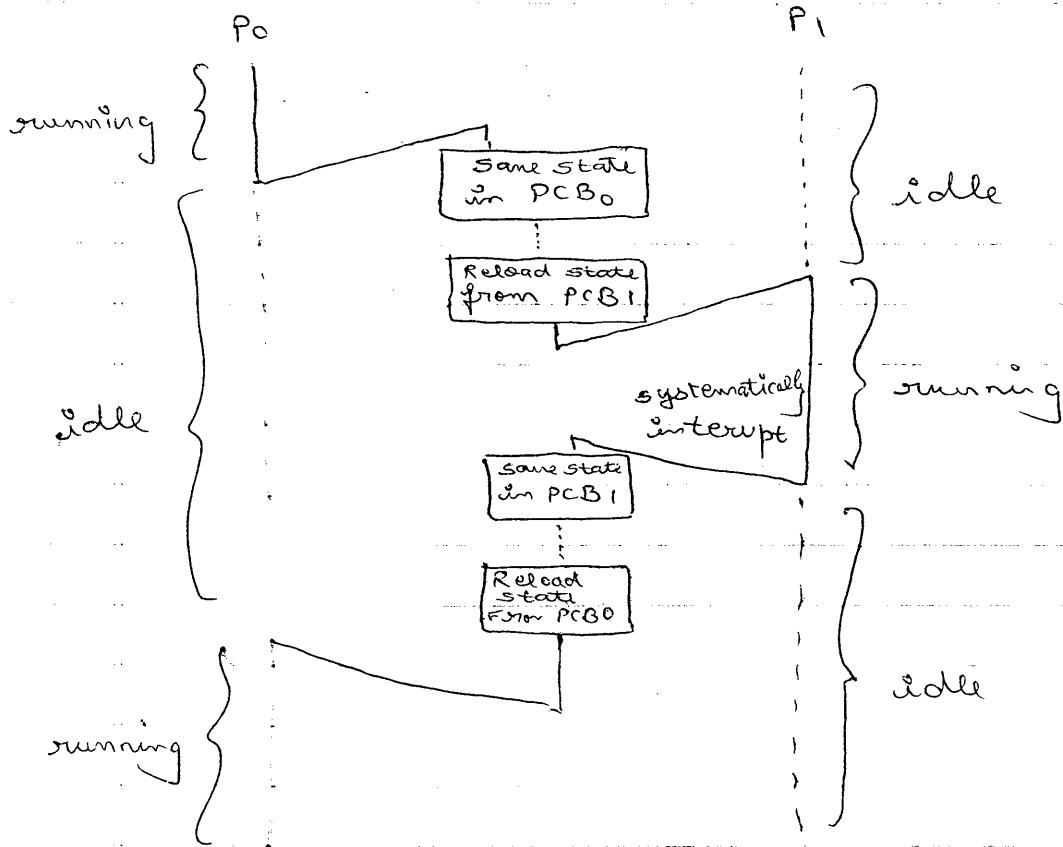 P0
P1
running
save state
in PCB0
idle
Reload state
from PCB1
systematically
interupt
running
idle
save state
in PCB1
Reload
state
From PCB0
idle
running